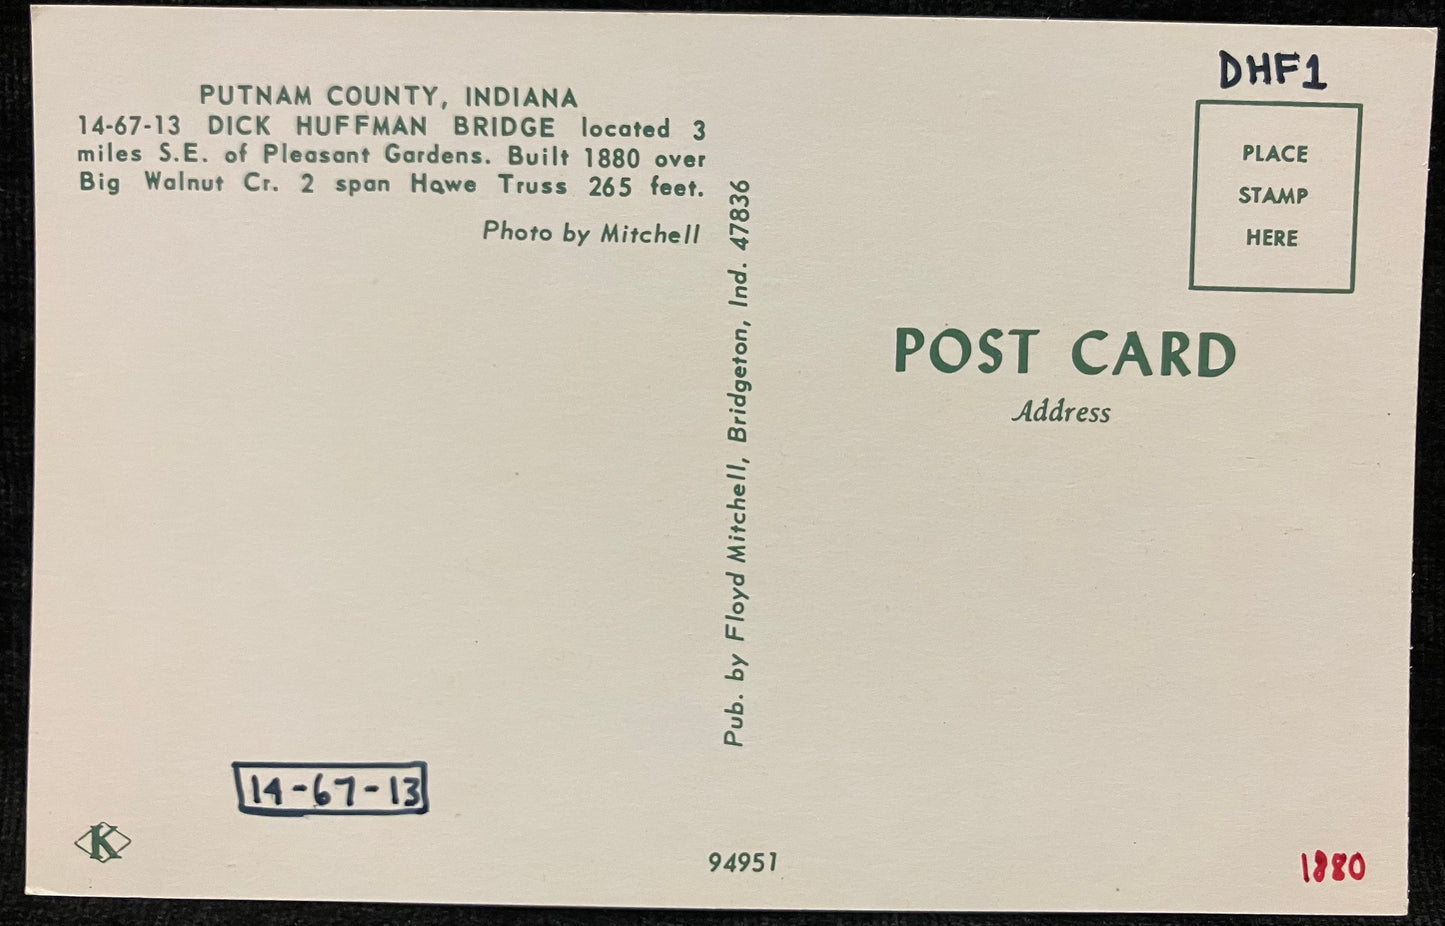 PUTNAM COUNTY, INDIANA
14-67-13 DICK HUFFMAN BRIDGE located 3
miles S.E. of Pleasant Gardens. Built 1880 over
Big Walnut Cr. 2 span Howe Truss 265 feet.
Photo by Mitchell
14-67-13
K
Pub. by Floyd Mitchell, Bridgeton, Ind. 47836
94951
DHF1
PLACE
STAMP
HERE
POST CARD
Address
1880